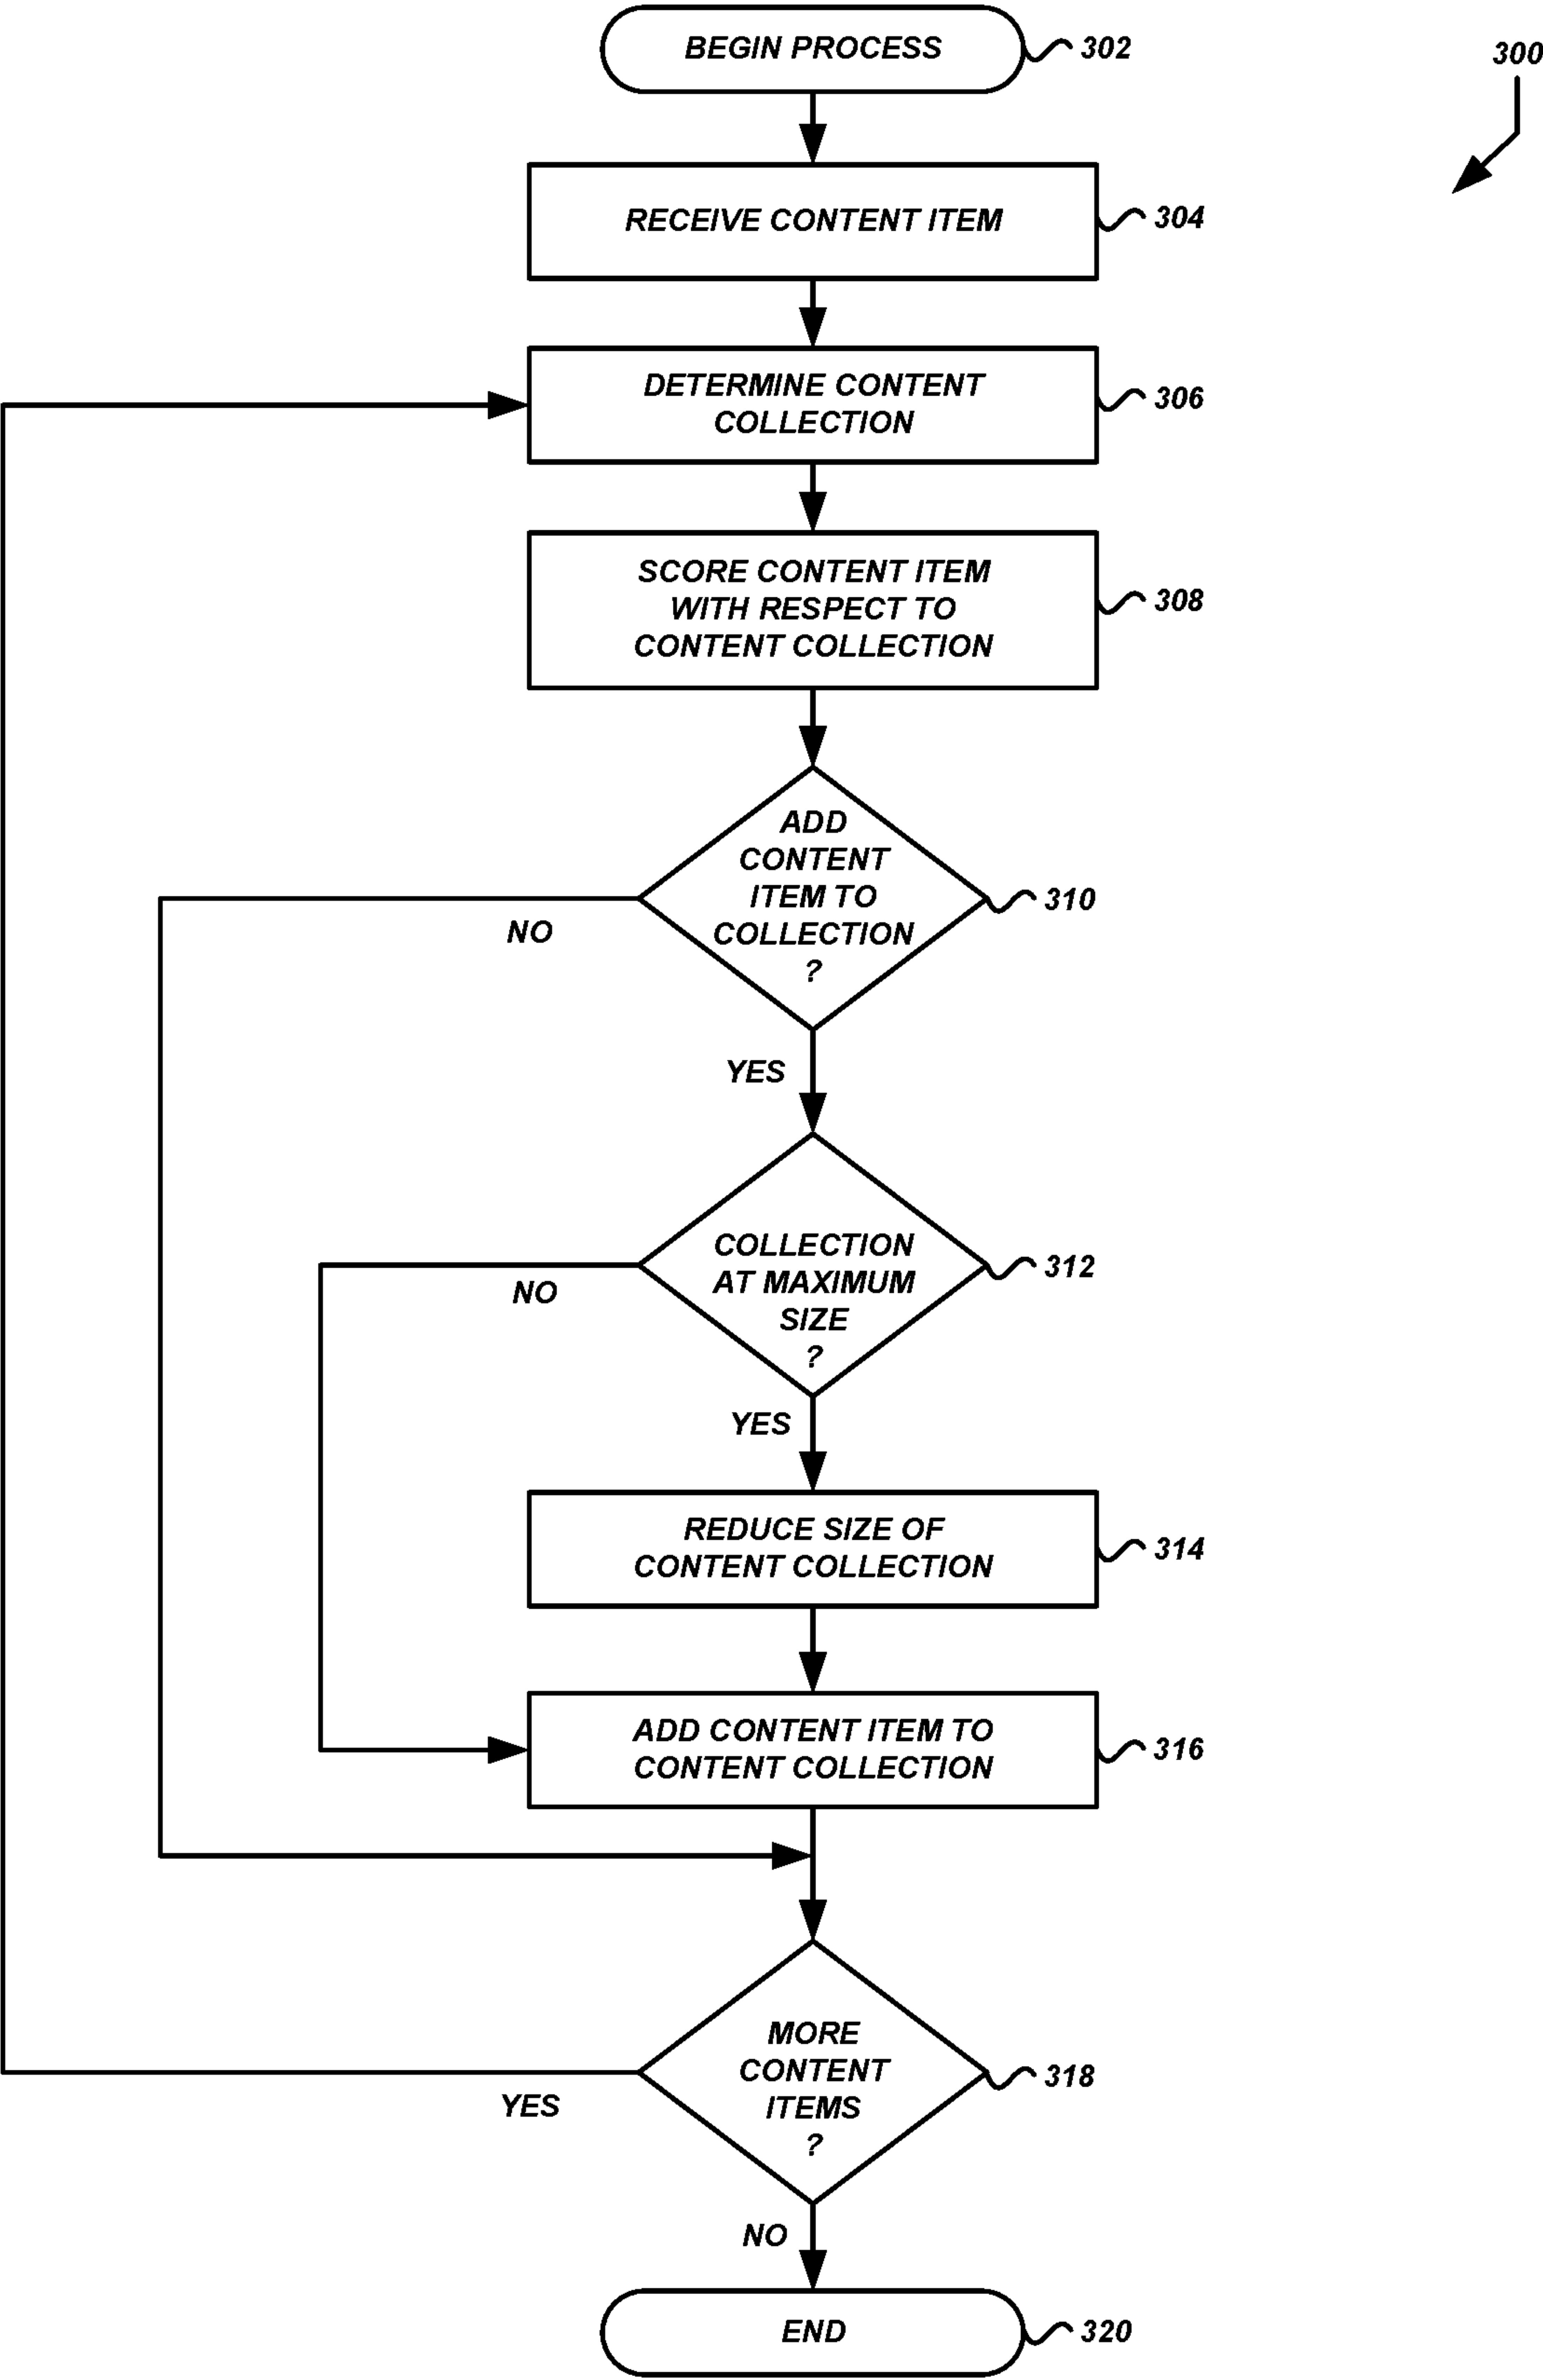 BEGIN PROCESS
302
300
RECEIVE CONTENT ITEM
304
DETERMINE CONTENT
COLLECTION
306
SCORE CONTENT ITEM
WITH RESPECT TO
CONTENT COLLECTION
308
ADD
CONTENT
ITEM TO
COLLECTION
?
310
NO
YES
COLLECTION
AT MAXIMUM
SIZE
?
312
NO
YES
REDUCE SIZE OF
CONTENT COLLECTION
314
ADD CONTENT ITEM TO
CONTENT COLLECTION
316
MORE
CONTENT
ITEMS
?
318
YES
NO
END
320